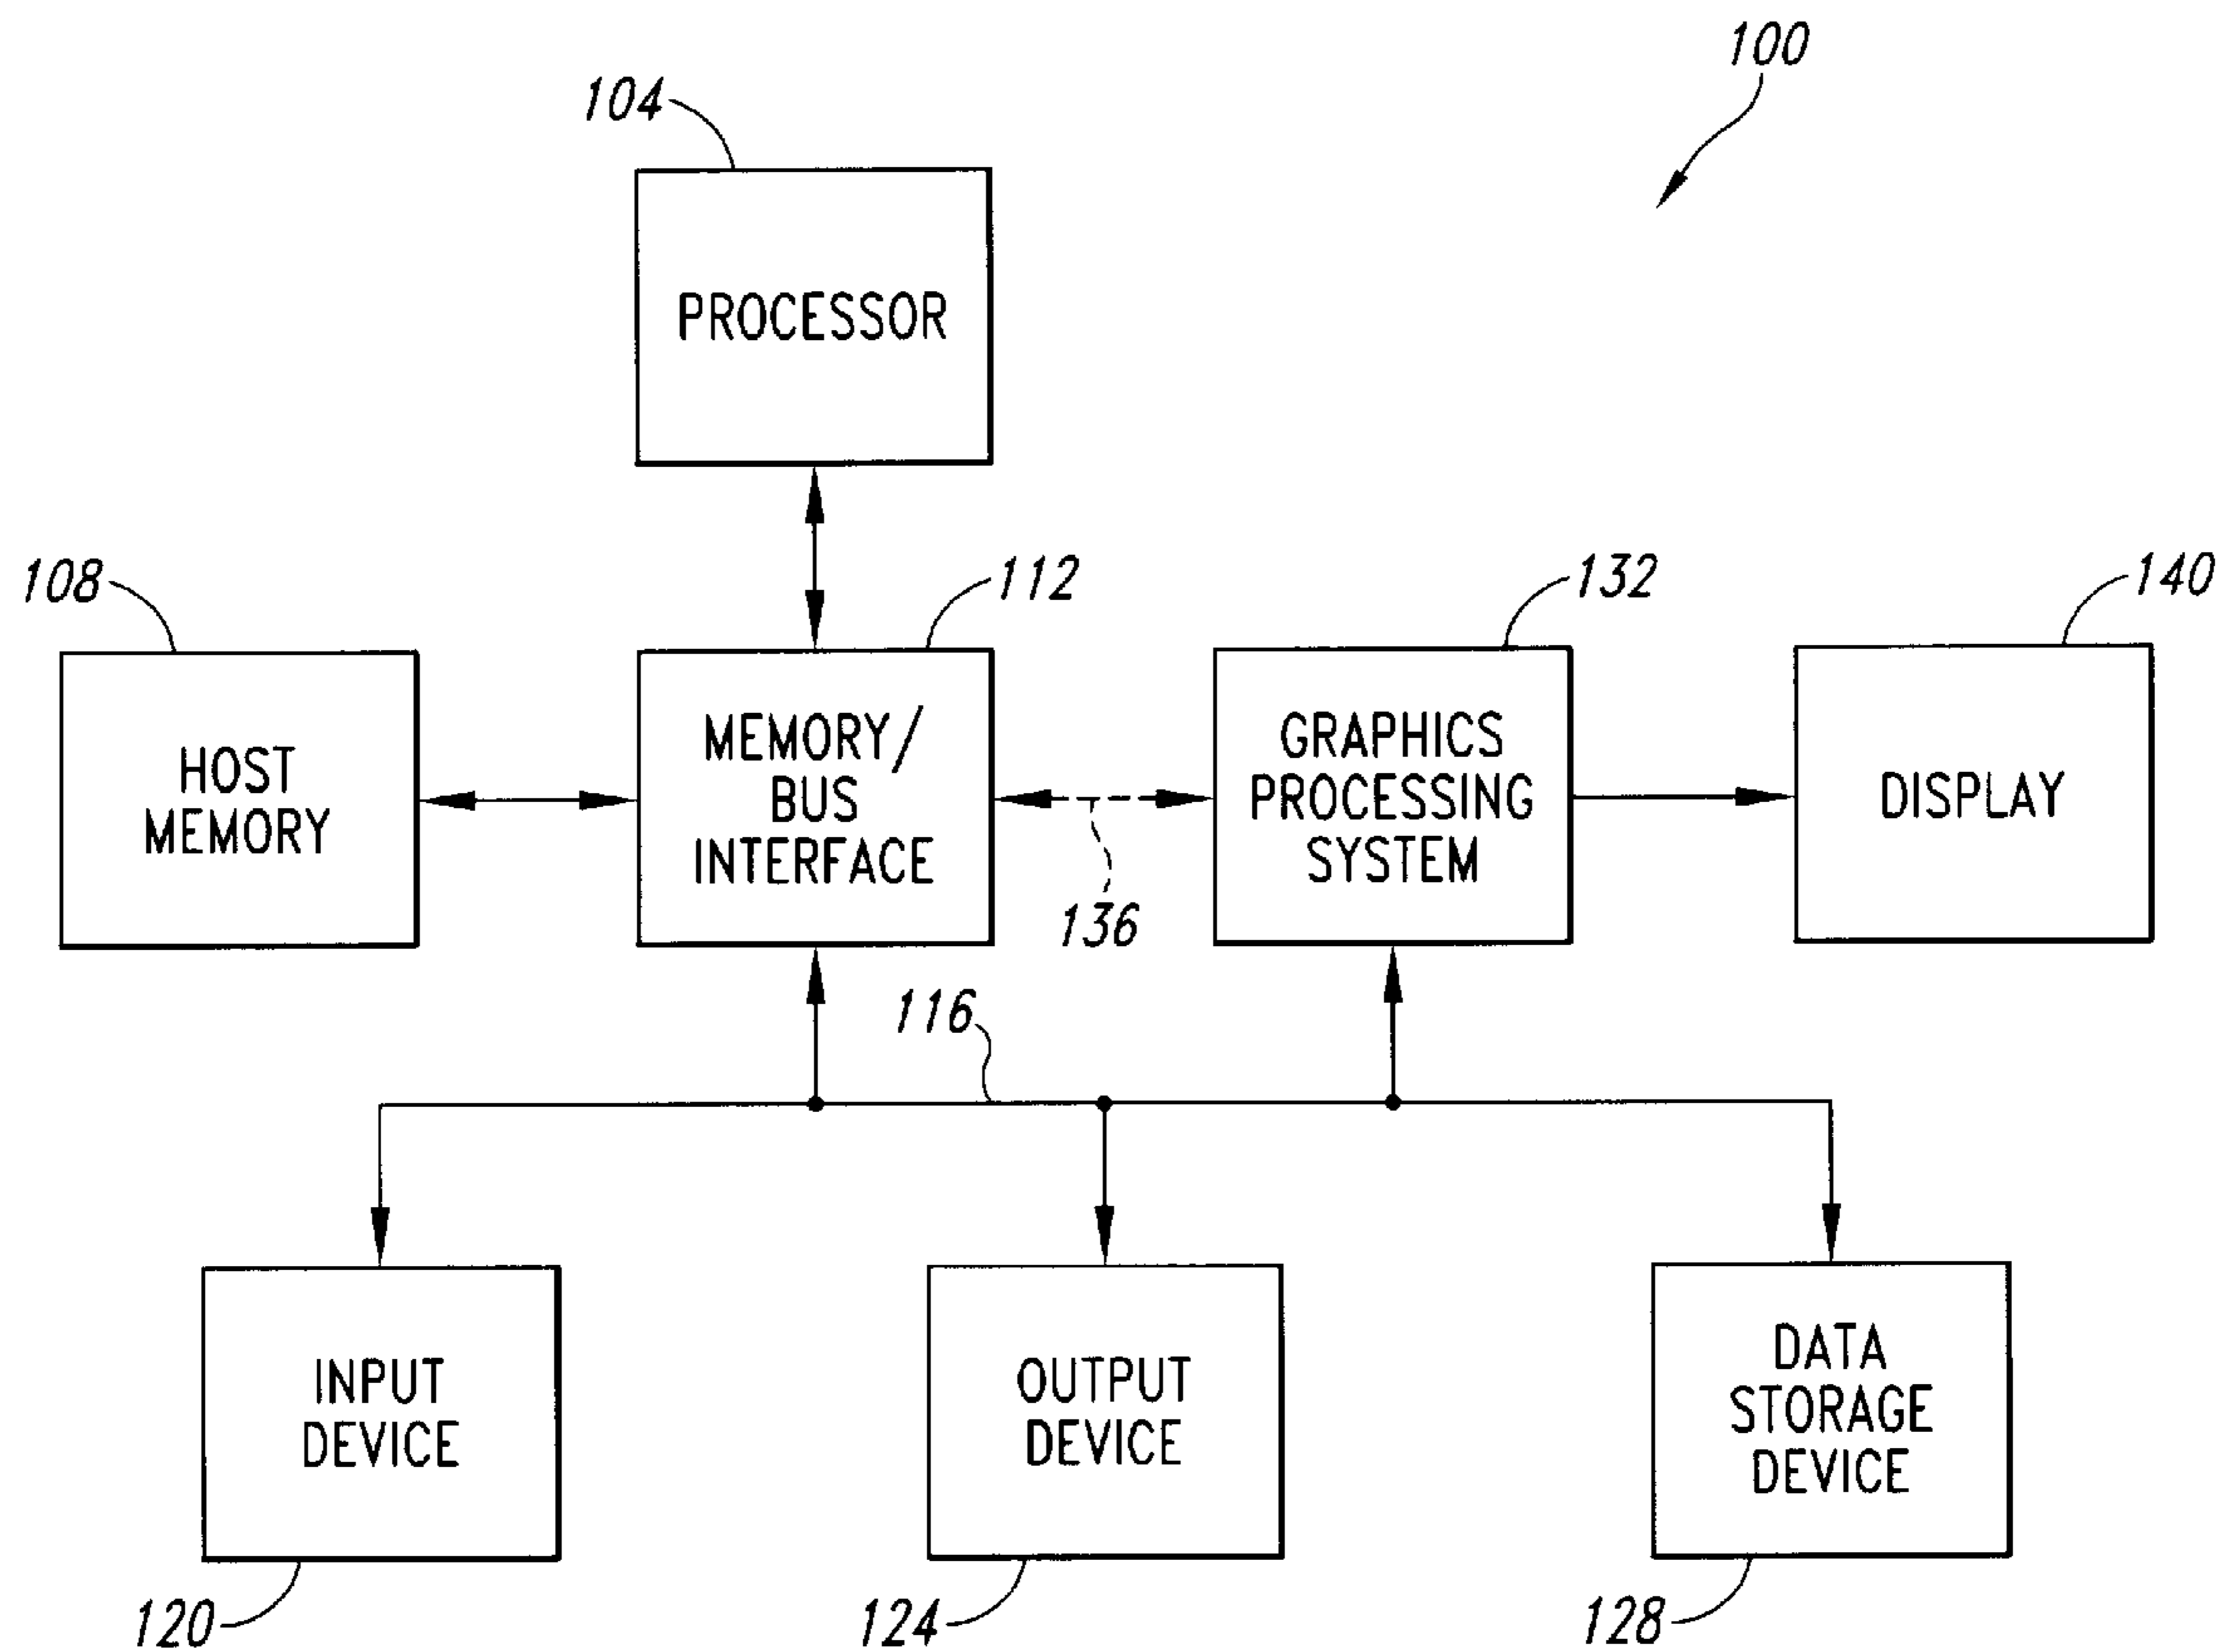 100
104
PROCESSOR
108
112
132
140
HOST
MEMORY
MEMORY/
BUS
INTERFACE
136
GRAPHICS
PROCESSING
SYSTEM
DISPLAY
116
INPUT
DEVICE
OUTPUT
DEVICE
DATA
STORAGE
DEVICE
120
124
128